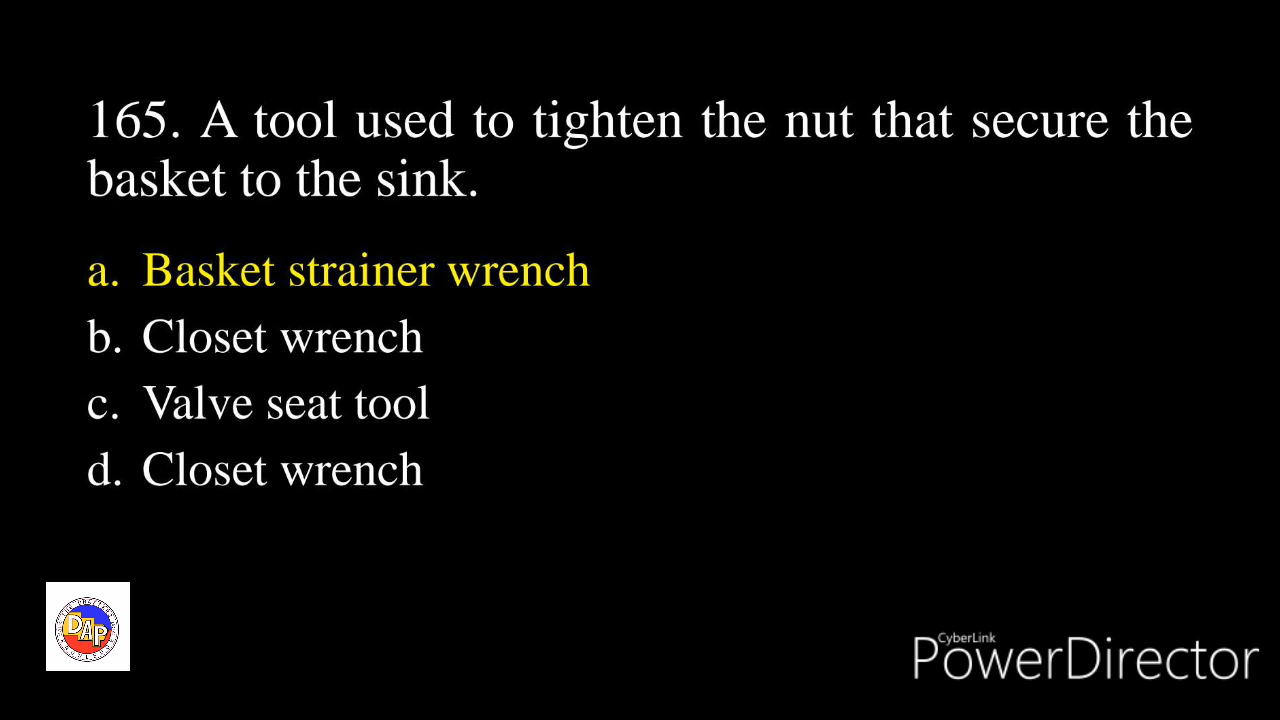 165. A tool used to tighten the nut that secure the
basket to the sink.
a. Basket strainer wrench
b. Closet wrench
c. Valve seat tool
d. Closet wrench
DAP
CyberLink
PowerDirector